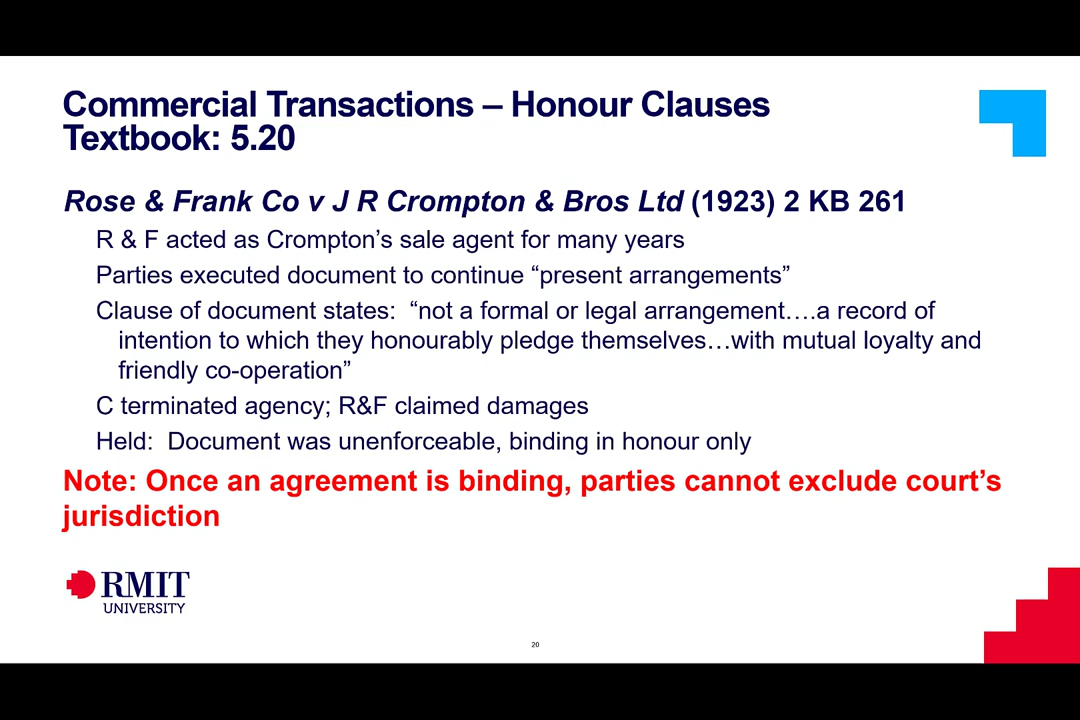 Commercial Transactions – Honour Clauses
Textbook: 5.20
Rose & Frank Co v J R Crompton & Bros Ltd (1923) 2 KB 261
R & F acted as Crompton’s sale agent for many years
Parties executed document to continue “present arrangements”
Clause of document states:  “not a formal or legal arrangement….a record of
intention to which they honourably pledge themselves…with mutual loyalty and
friendly co-operation”
C terminated agency; R&F claimed damages
Held:  Document was unenforceable, binding in honour only
Note: Once an agreement is binding, parties cannot exclude court’s
jurisdiction
RMIT
UNIVERSITY
20